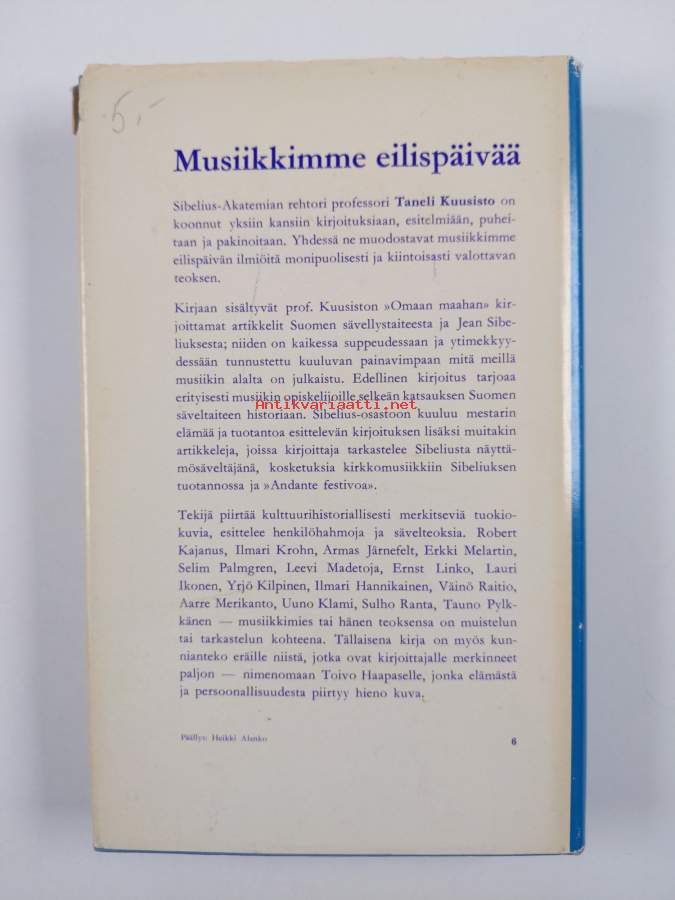 5,-
Musiikkimme eilispäivää
Sibelius-Akatemian rehtori professori Taneli Kuusisto on
koonnut yksiin kansiin kirjoituksiaan, esitelmiään, puhei-
taan ja pakinoitaan. Yhdessä ne muodostavat musiikkimme
eilispäivän ilmiöitä monipuolisesti ja kiintoisasti valottavan
teoksen.
Kirjaan sisältyvät prof. Kuusiston »Omaan maahan» kir-
joittamat artikkelit Suomen sävellystaiteesta ja Jean Sibe-
liuksesta; niiden on kaikessa suppeudessaan ja ytimekkyy-
dessään tunnustettu kuuluvan painavimpaan mitä meillä
musiikin alalta on julkaistu. Edellinen kirjoitus tarjoaa
erityisesti musiikin opiskelijoille selkeän katsauksen Suomen
Antikvariaatti.net
säveltaiteen historiaan. Sibelius-osastoon kuuluu mestarin
elämää ja tuotantoa esittelevän kirjoituksen lisäksi muitakin
artikkeleja, joissa kirjoittaja tarkastelee Sibeliusta näyttä-
mösäveltäjänä, kosketuksia kirkkomusiikkiin Sibeliuksen
tuotannossa ja »Andante festivoa».
Tekijä piirtää kulttuurihistoriallisesti merkitseviä tuokio-
kuvia, esittelee henkilöhahmoja ja sävelteoksia. Robert
Kajanus, Ilmari Krohn, Armas Järnefelt, Erkki Melartin,
Selim Palmgren, Leevi Madetoja, Ernst Linko, Lauri
Ikonen, Yrjö Kilpinen, Ilmari Hannikainen, Väinö Raitio,
Aarre Merikanto, Uuno Klami, Sulho Ranta, Tauno Pylk-
känen — musiikkimies tai hänen teoksensa on muistelun
tai tarkastelun kohteena. Tällaisena kirja on myös kun-
nianteko eräille niistä, jotka ovat kirjoittajalle merkinneet
paljon — nimenomaan Toivo Haapaselle, jonka elämästä
ja persoonallisuudesta piirtyy hieno kuva.
Päällys: Heikki Alanko
6